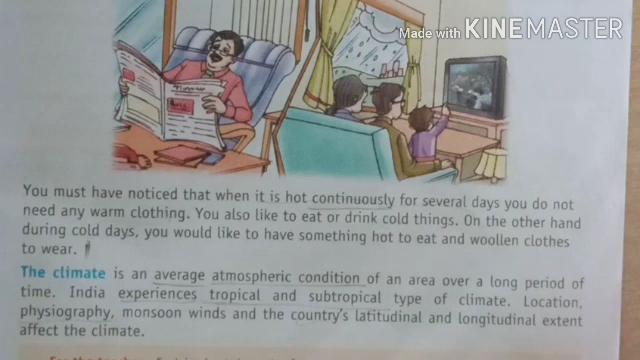 Made with KINEMASTER
You must have noticed that when it is hot continuously for several days you do not
need any warm clothing. You also like to eat or drink cold things. On the other hand
during cold days, you would like to have something hot to eat and woollen clothes
to wear.
The climate is an average atmospheric condition of an area over a long period of
time. India experiences tropical and subtropical type of climate. Location,
physiography, monsoon winds and the country's latitudinal and longitudinal extent
affect the climate.